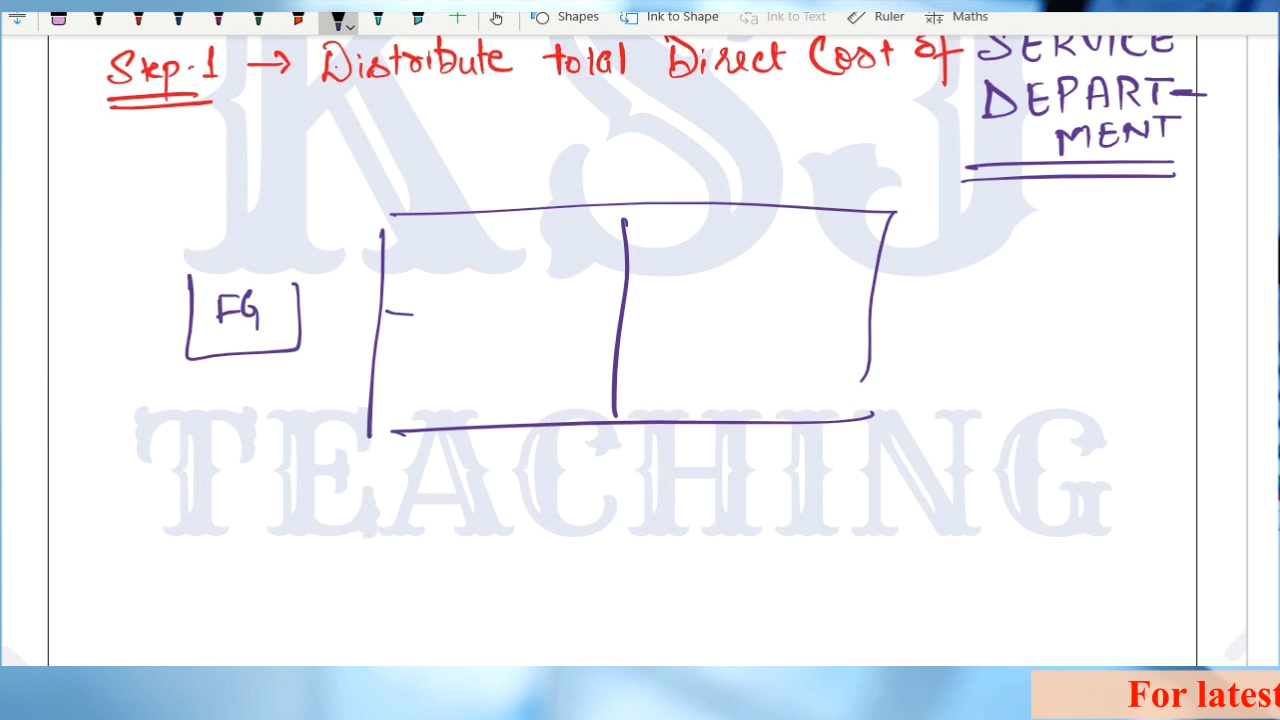 Shapes Ink to Shape Ink to Text Ruler Maths
Step-1 → Distribute total Direct Cost of SERVICE
DEPART-
MENT
FG
KSJ
TEACHING
For latest